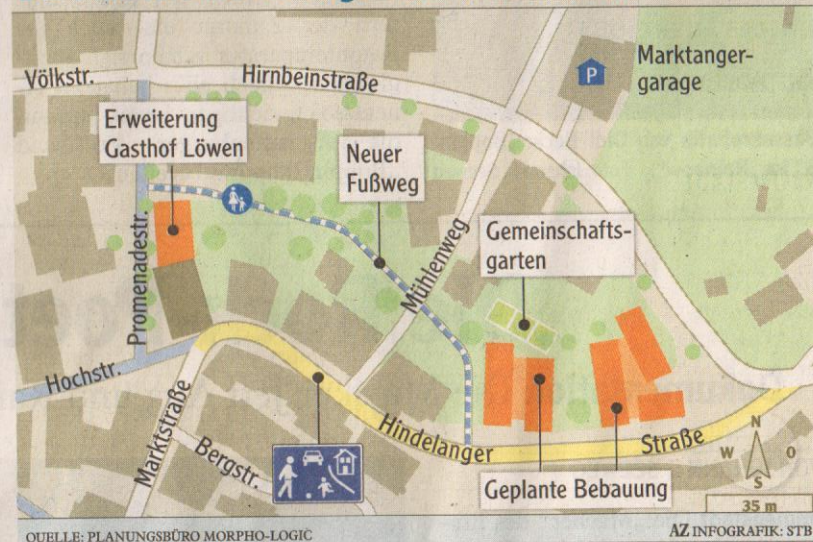 Völkstr.
Hirnbeinstraße
P
Marktanger-
garage
Erweiterung
Gasthof Löwen
Neuer
Fußweg
Promenadestr.
Mühlenweg
Gemeinschafts-
garten
Hochstr.
Marktstraße
Bergstr.
Hindelanger
Straße
Geplante Bebauung
N
W O
S
35 m
QUELLE: PLANUNGSBÜRO MORPHO-LOGIC
AZ INFOGRAFIK: STB